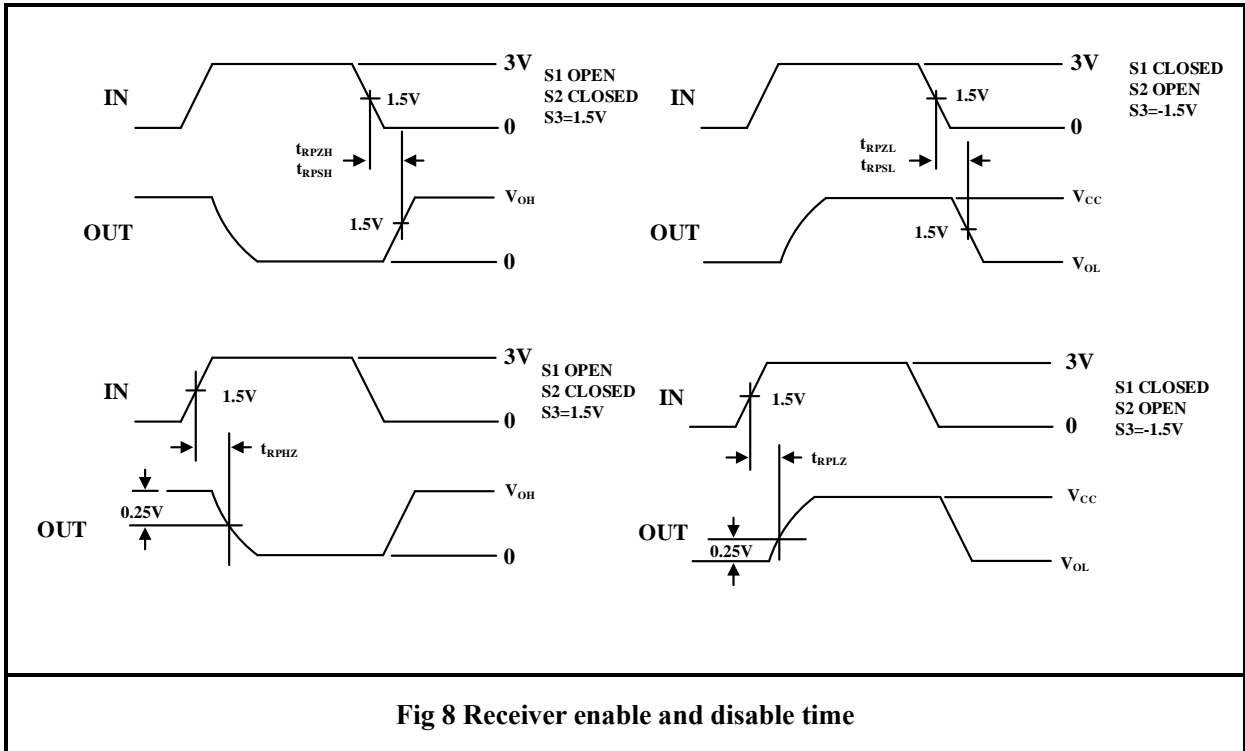 3V
S1 OPEN
S2 CLOSED
S3=1.5V
IN
1.5V
0
tRPZH
tRPSH
VOH
1.5V
OUT
0
3V
S1 CLOSED
S2 OPEN
S3=-1.5V
IN
1.5V
0
tRPZL
tRPSL
VCC
OUT
1.5V
VOL
3V
S1 OPEN
S2 CLOSED
S3=1.5V
IN
1.5V
0
tRPHZ
VOH
0.25V
OUT
0
3V
S1 CLOSED
S2 OPEN
S3=-1.5V
IN
1.5V
0
tRPLZ
VCC
OUT
0.25V
VOL
Fig 8 Receiver enable and disable time